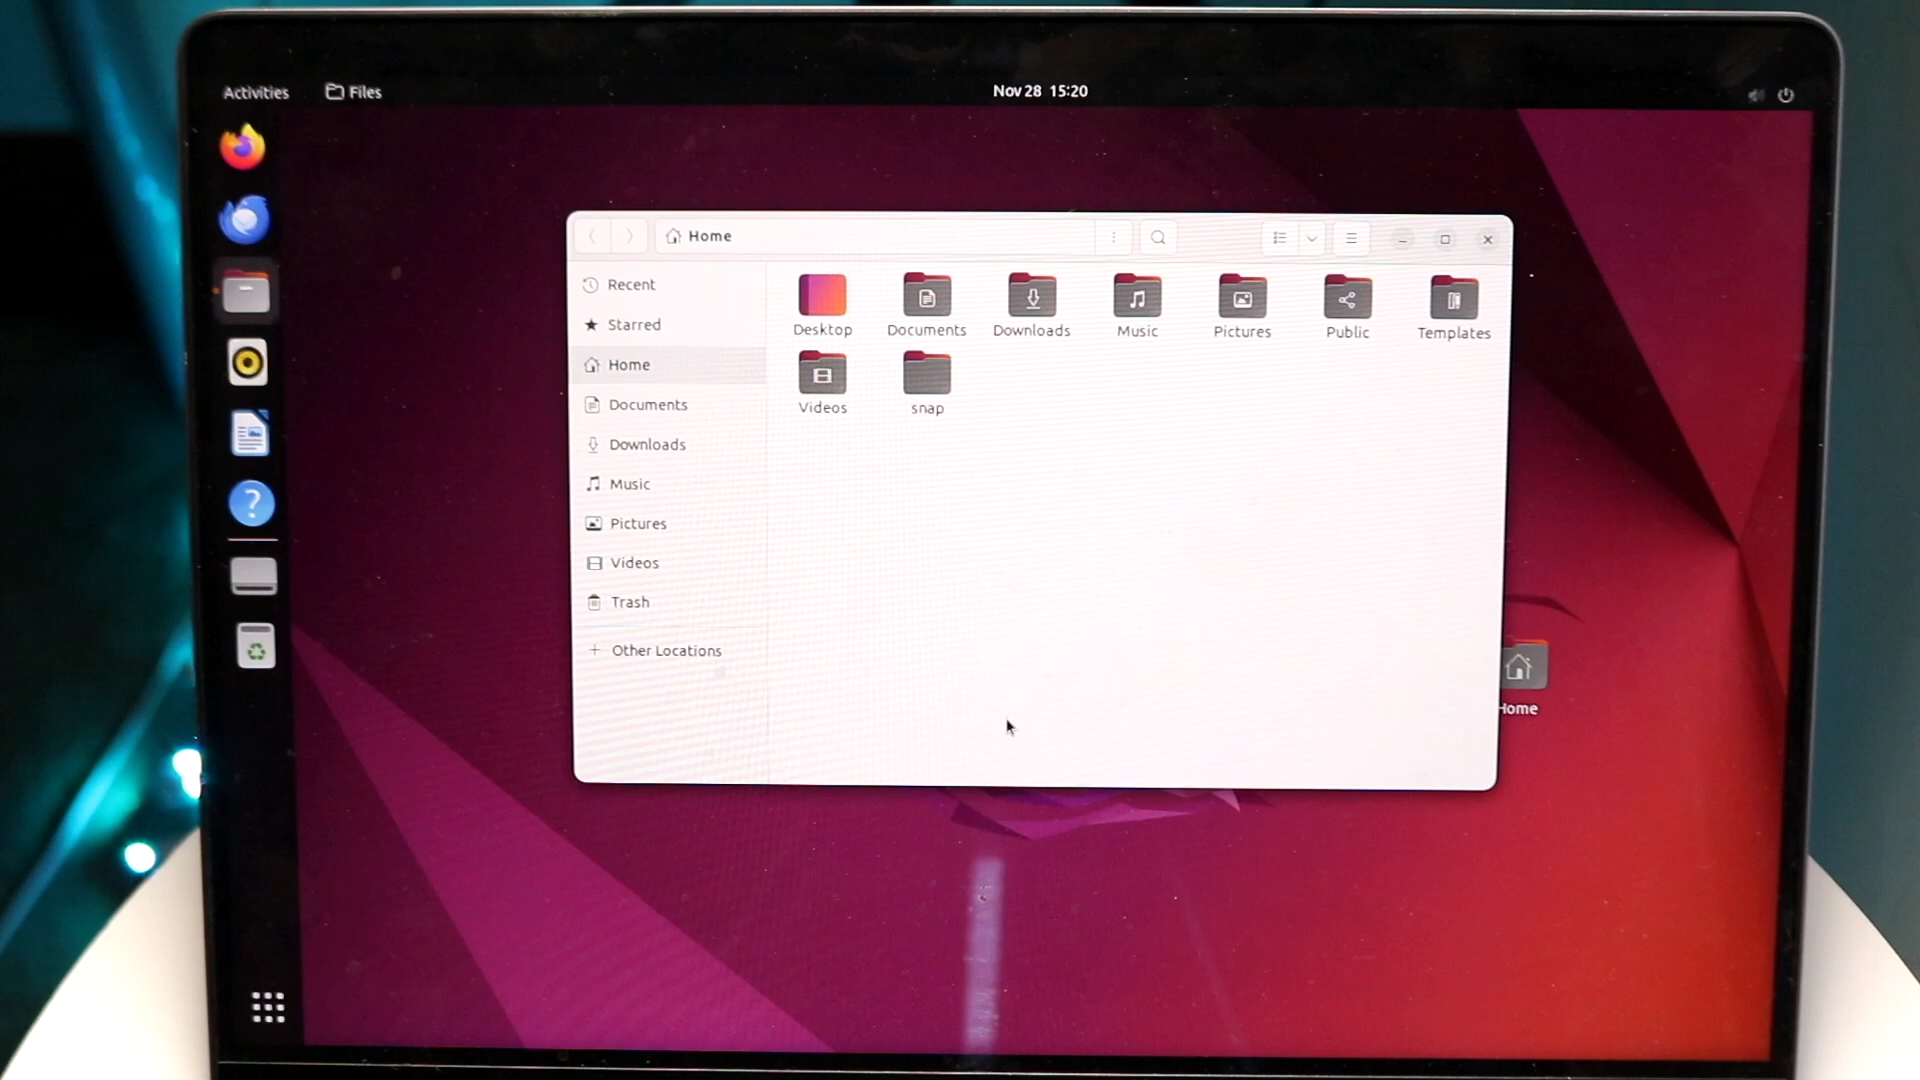 Activities Files Nov 28 15:20
Home
Recent
Starred
Home
Documents
Downloads
Music
Pictures
Videos
Trash
Other Locations
Desktop Documents Downloads Music Pictures Public Templates
Videos snap
Home